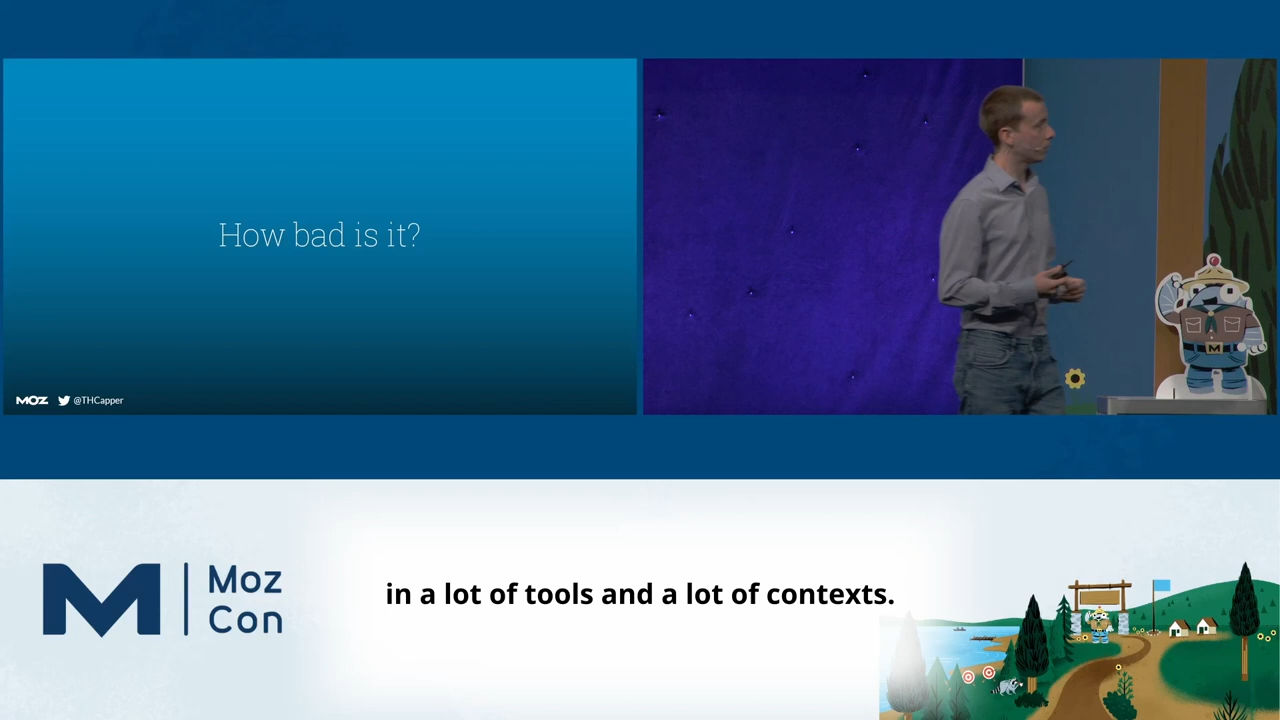 How bad is it?
MOZ @THCapper
M
M Moz
Con
in a lot of tools and a lot of contexts.